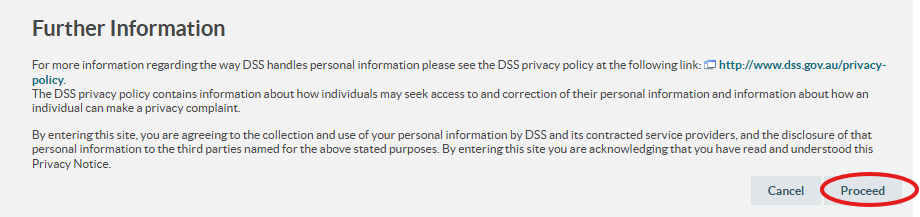 Further Information
For more information regarding the way DSS handles personal information please see the DSS privacy policy at the following link: http://www.dss.gov.au/privacy-
policy.
The DSS privacy policy contains information about how individuals may seek access to and correction of their personal information and information about how an
individual can make a privacy complaint.
By entering this site, you are agreeing to the collection and use of your personal information by DSS and its contracted service providers, and the disclosure of that
personal information to the third parties named for the above stated purposes. By entering this site you are acknowledging that you have read and understood this
Privacy Notice.
Cancel Proceed